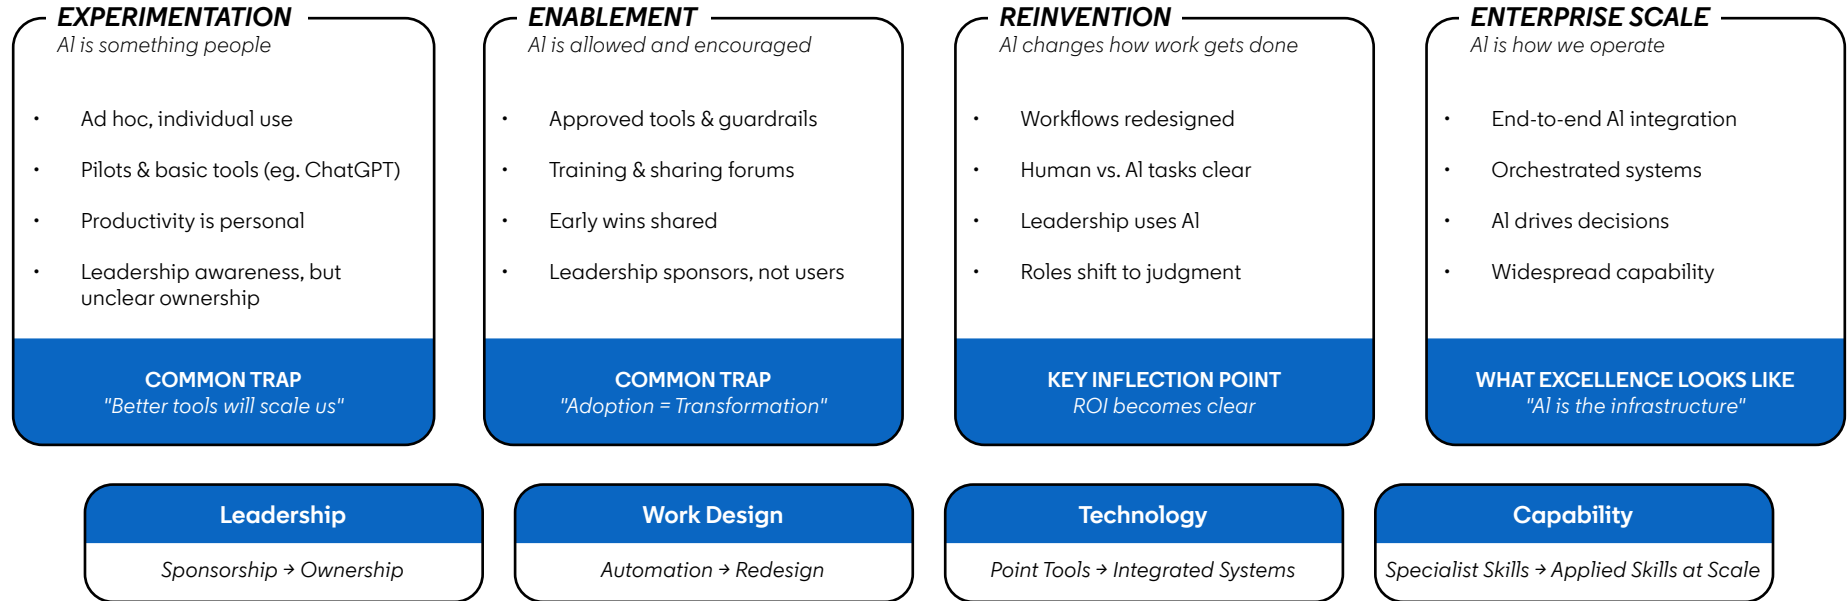 EXPERIMENTATION
AI is something people
• Ad hoc, individual use
• Pilots & basic tools (eg. ChatGPT)
• Productivity is personal
• Leadership awareness, but
unclear ownership
COMMON TRAP
"Better tools will scale us"
ENABLEMENT
AI is allowed and encouraged
• Approved tools & guardrails
• Training & sharing forums
• Early wins shared
• Leadership sponsors, not users
COMMON TRAP
"Adoption = Transformation"
REINVENTION
AI changes how work gets done
• Workflows redesigned
• Human vs. AI tasks clear
• Leadership uses AI
• Roles shift to judgment
KEY INFLECTION POINT
ROI becomes clear
ENTERPRISE SCALE
AI is how we operate
• End-to-end AI integration
• Orchestrated systems
• AI drives decisions
• Widespread capability
WHAT EXCELLENCE LOOKS LIKE
"AI is the infrastructure"
Leadership
Sponsorship → Ownership
Work Design
Automation → Redesign
Technology
Point Tools → Integrated Systems
Capability
Specialist Skills → Applied Skills at Scale